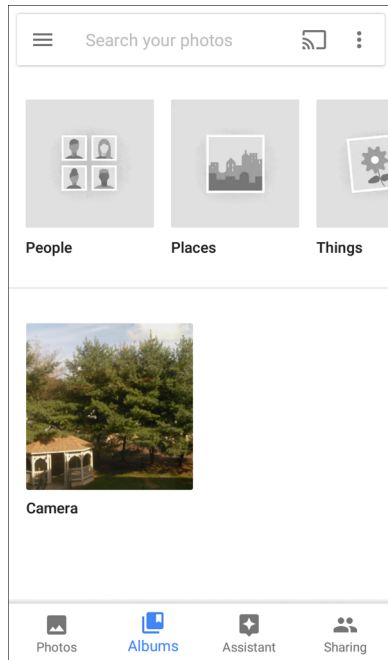 Search your photos
People
Places
Things
Camera
Photos
Albums
Assistant
Sharing